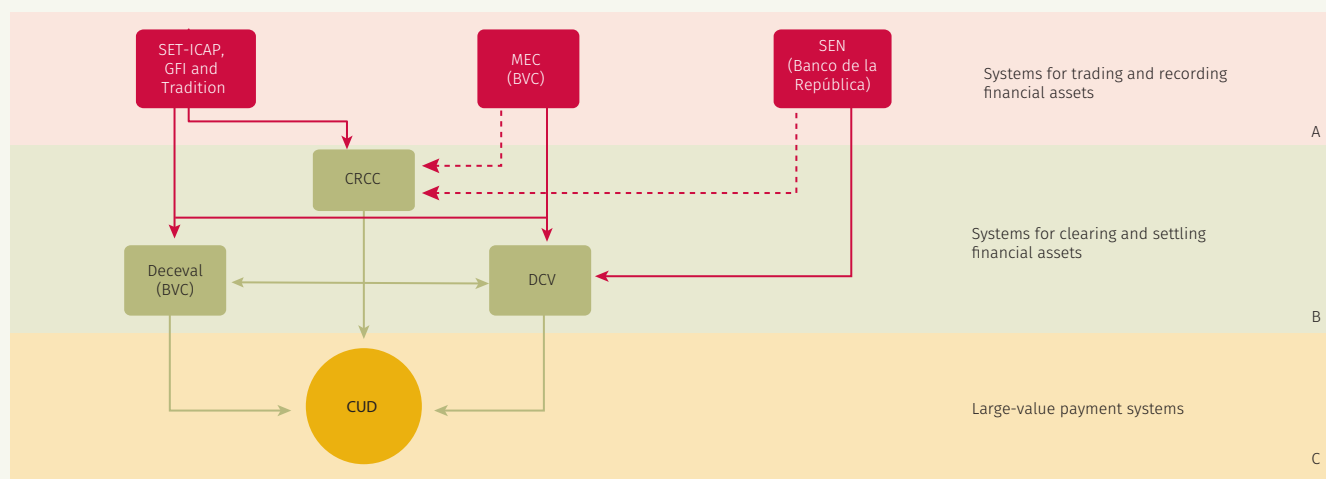 SET-ICAP,
GFI and
Tradition
MEC
(BVC)
SEN
(Banco de la
República)
Systems for trading and recording
financial assets
A
CRCC
Systems for clearing and settling
financial assets
Deceval
(BVC)
DCV
B
CUD
Large-value payment systems
C